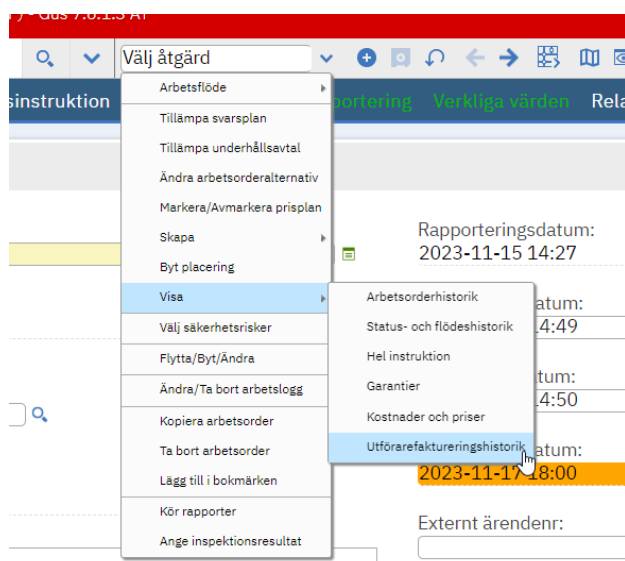 Välj åtgärd
sinstruktion
portering
Verkliga värden
Rela
Arbetsflöde
Tillämpa svarsplan
Tillämpa underhållsavtal
Ändra arbetsorderalternativ
Markera/Avmarkera prisplan
Skapa
Byt placering
Visa
Välj säkerhetsrisker
Flytta/Byt/Ändra
Ändra/Ta bort arbetslogg
Kopiera arbetsorder
Ta bort arbetsorder
Lägg till i bokmärken
Kör rapporter
Ange inspektionsresultat
Arbetsorderhistorik
Status- och flödeshistorik
Hel instruktion
Garantier
Kostnader och priser
Utförarefaktureringshistorik
Rapporteringsdatum:
2023-11-15 14:27
atum:
4:49
tum:
4:50
atum:
2023-11-17 18:00
Externt ärendenr: